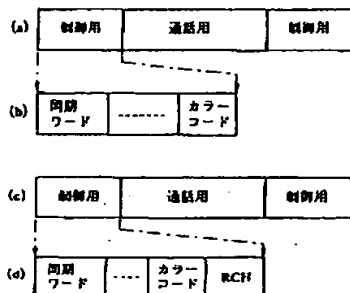 (a) 制御用 通話用 制御用
(b) 同期ワード ------ カラーコード
(c) 制御用 通話用 制御用
(d) 同期ワード ---- カラーコード RCH